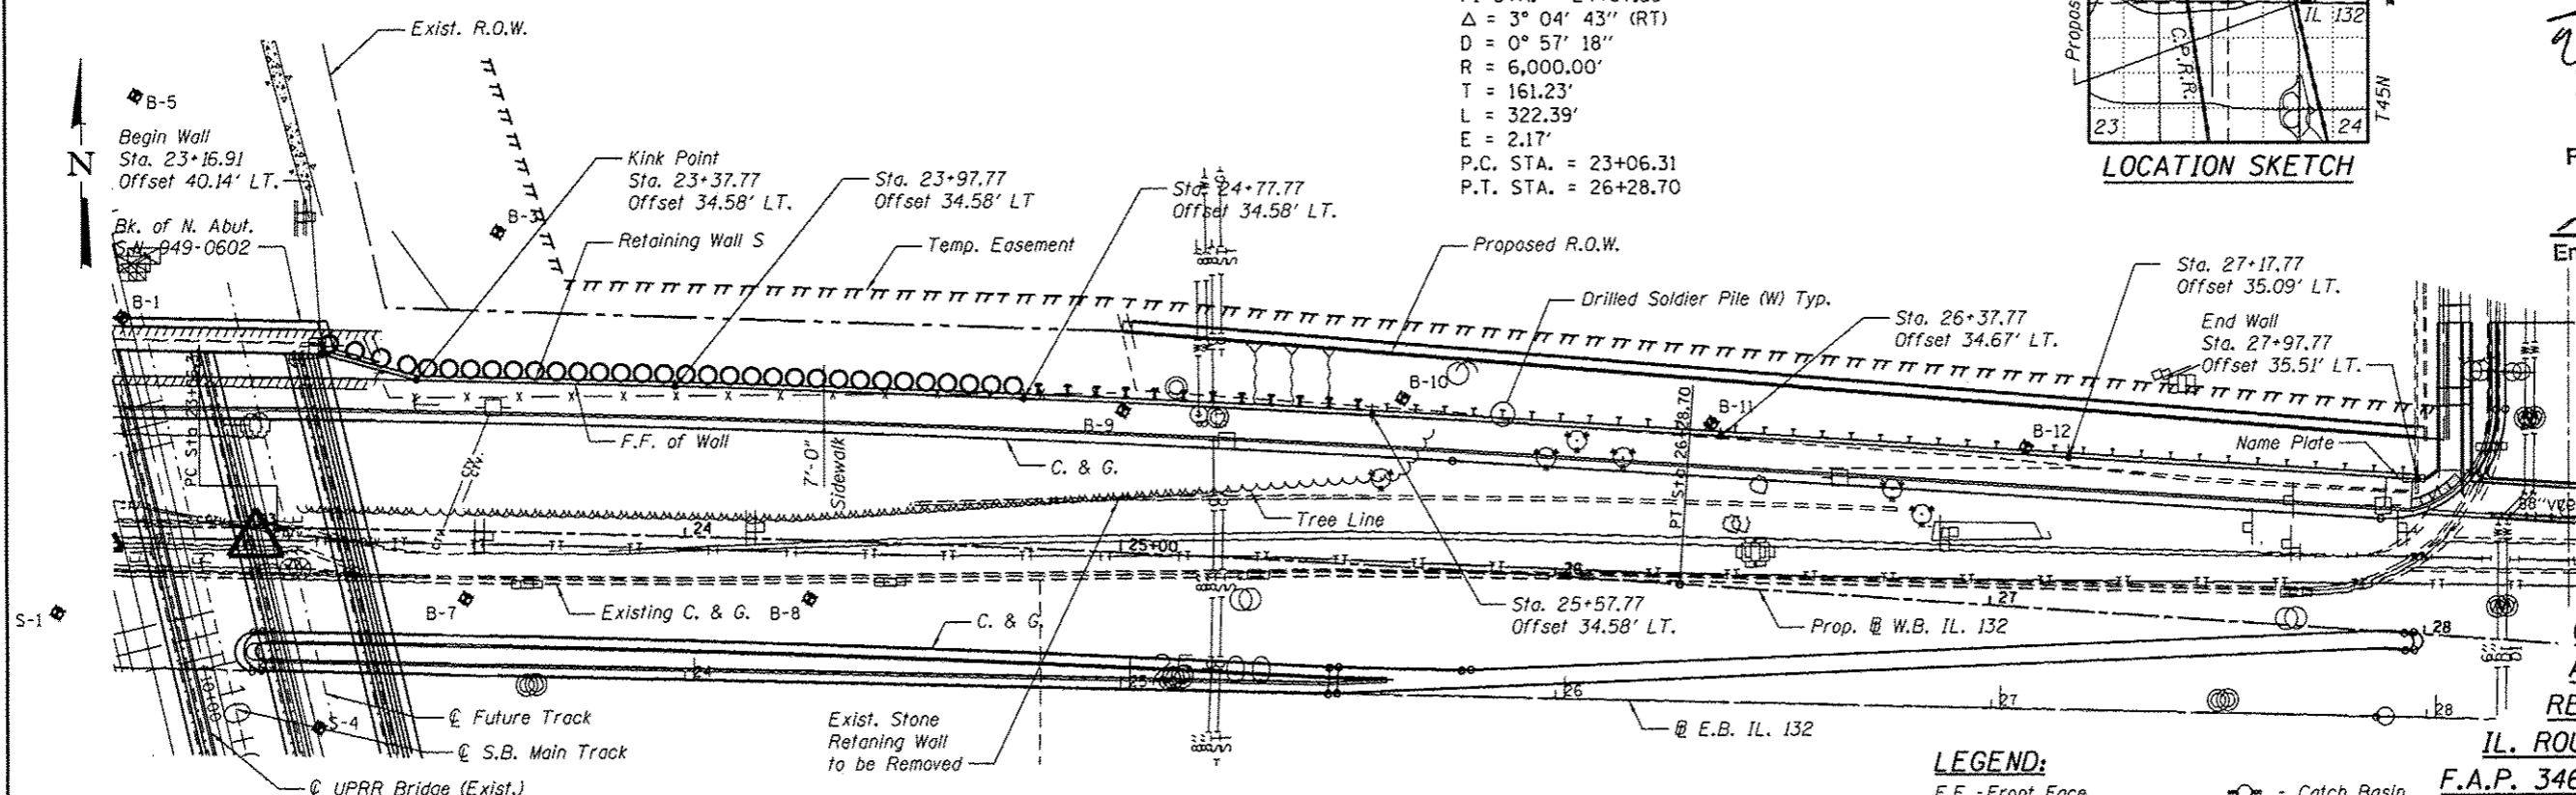 Exist. R.O.W.
Δ = 3° 04' 43" (RT)
D = 0° 57' 18"
R = 6,000.00'
T = 161.23'
L = 322.39'
E = 2.17'
P.C. STA. = 23+06.31
P.T. STA. = 26+28.70
IL 132
C.P.R.R.
23
24
T45N
LOCATION SKETCH
N
B-5
Begin Wall
Sta. 23+16.91
Offset 40.14' LT.
Bk. of N. Abut.
S.N. 949-0602
B-1
B-3
Kink Point
Sta. 23+37.77
Offset 34.58' LT.
Retaining Wall S
Sta. 23+97.77
Offset 34.58' LT
Temp. Easement
Sta. 24+77.77
Offset 34.58' LT.
Proposed R.O.W.
Drilled Soldier Pile (W) Typ.
Sta. 26+37.77
Offset 34.67' LT.
Sta. 27+17.77
Offset 35.09' LT.
End Wall
Sta. 27+97.77
Offset 35.51' LT.
B-9
B-10
B-11
B-12
Name Plate
F.F. of Wall
7'-0"
Sidewalk
C. & G.
Tree Line
24
25+00
26
27
28
PT Sta 26+28.70
S-1
B-7
Existing C. & G.
B-8
C. & G.
Sta. 25+57.77
Offset 34.58' LT.
Prop. ℄ W.B. IL. 132
24
25
26
27
28
S-4
℄ Future Track
℄ S.B. Main Track
℄ UPRR Bridge (Exist.)
Exist. Stone
Retaning Wall
to be Removed
℄ E.B. IL. 132
LEGEND:
F.F. - Front Face
- Catch Basin
IL. ROU
F.A.P. 346